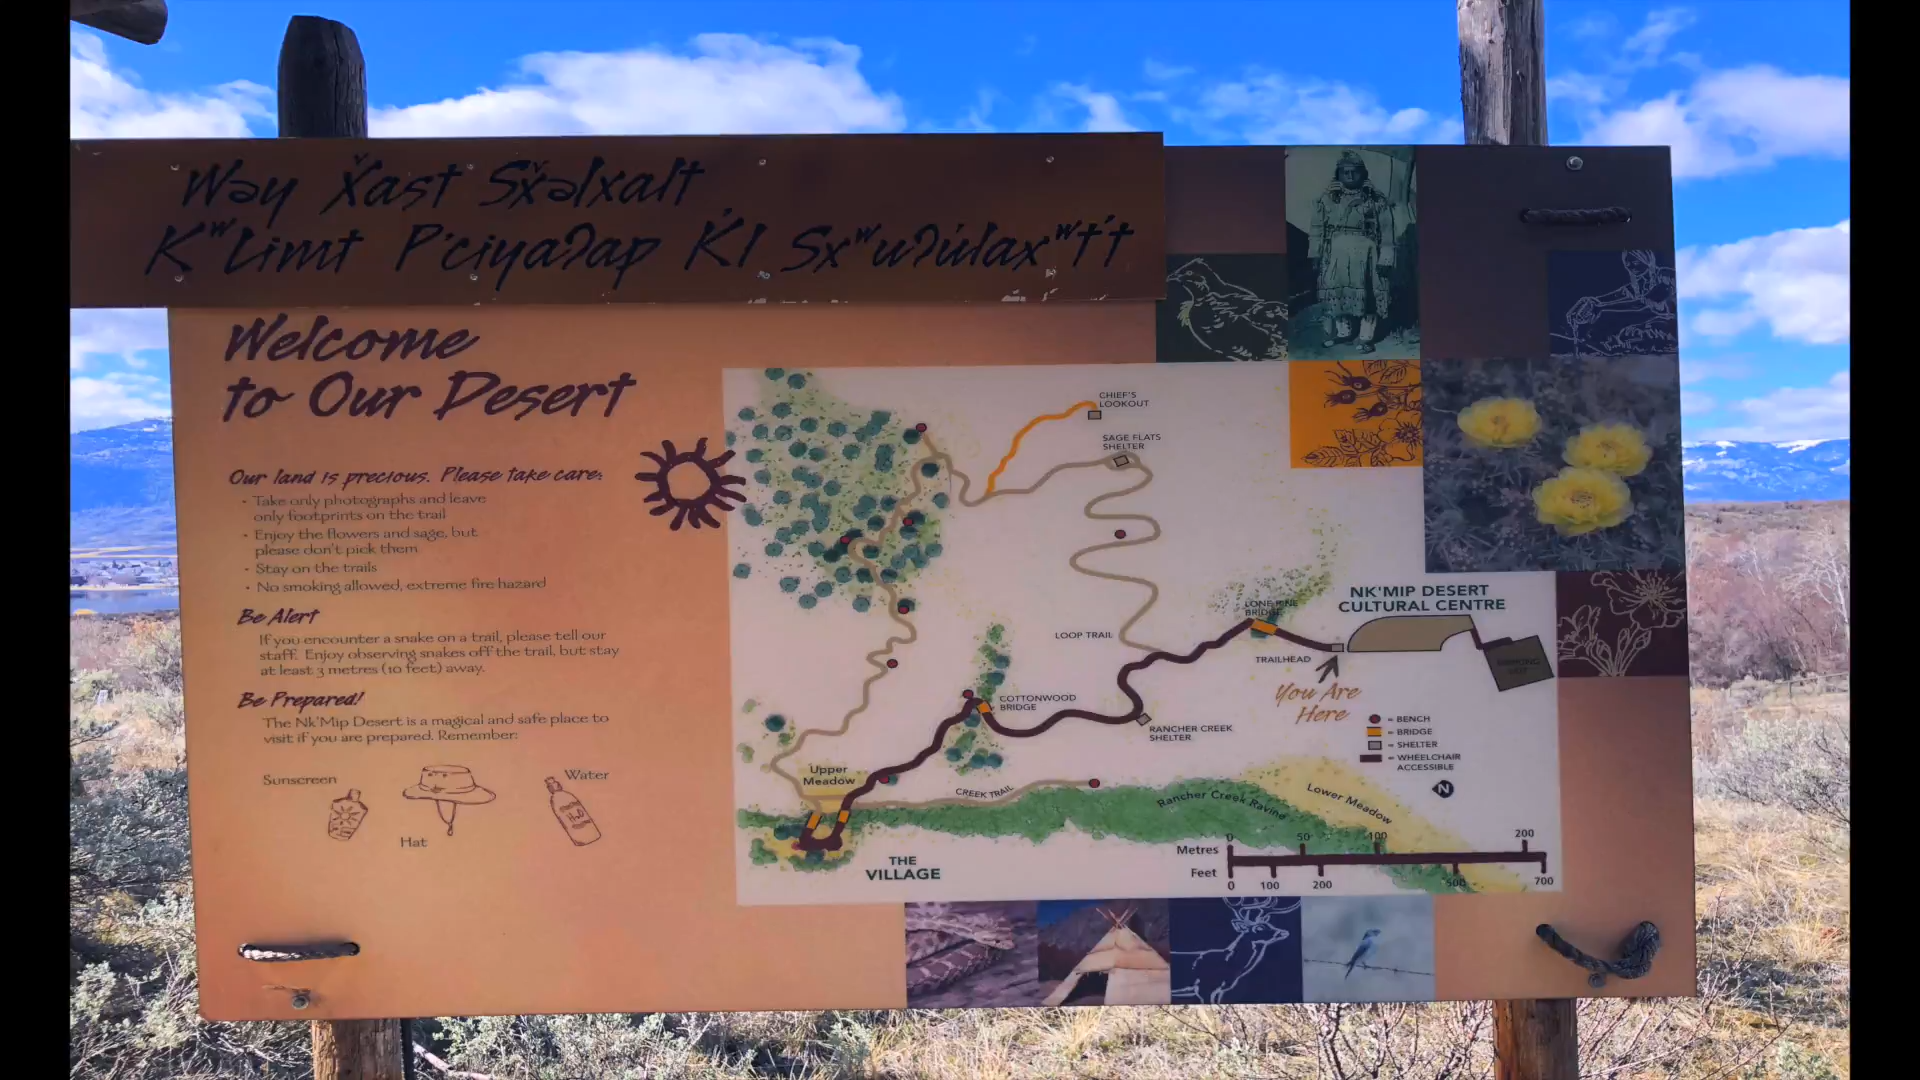 Wəy X̌ast Sx̌əlxalt
KʷLimt P'ciyaʔap K̓l Sxʷuʔúlaxʷt't
Welcome
to Our Desert
Our land is precious. Please take care:
• Take only photographs and leave
only footprints on the trail
• Enjoy the flowers and sage, but
please don't pick them
• Stay on the trails
• No smoking allowed, extreme fire hazard
Be Alert
If you encounter a snake on a trail, please tell our
staff. Enjoy observing snakes off the trail, but stay
at least 3 metres (10 feet) away.
Be Prepared!
The Nk'Mip Desert is a magical and safe place to
visit if you are prepared. Remember:
Sunscreen
Hat
Water
CHIEF'S
LOOKOUT
SAGE FLATS
SHELTER
LOOP TRAIL
LONE PINE
BRIDGE
NK'MIP DESERT
CULTURAL CENTRE
TRAILHEAD
PARKING
LOT
You Are
Here
COTTONWOOD
BRIDGE
RANCHER CREEK
SHELTER
= BENCH
= BRIDGE
= SHELTER
= WHEELCHAIR
ACCESSIBLE
N
Upper
Meadow
CREEK TRAIL
Rancher Creek Ravine
Lower Meadow
THE
VILLAGE
Metres 0 50 100 200
Feet 0 100 200 500 700